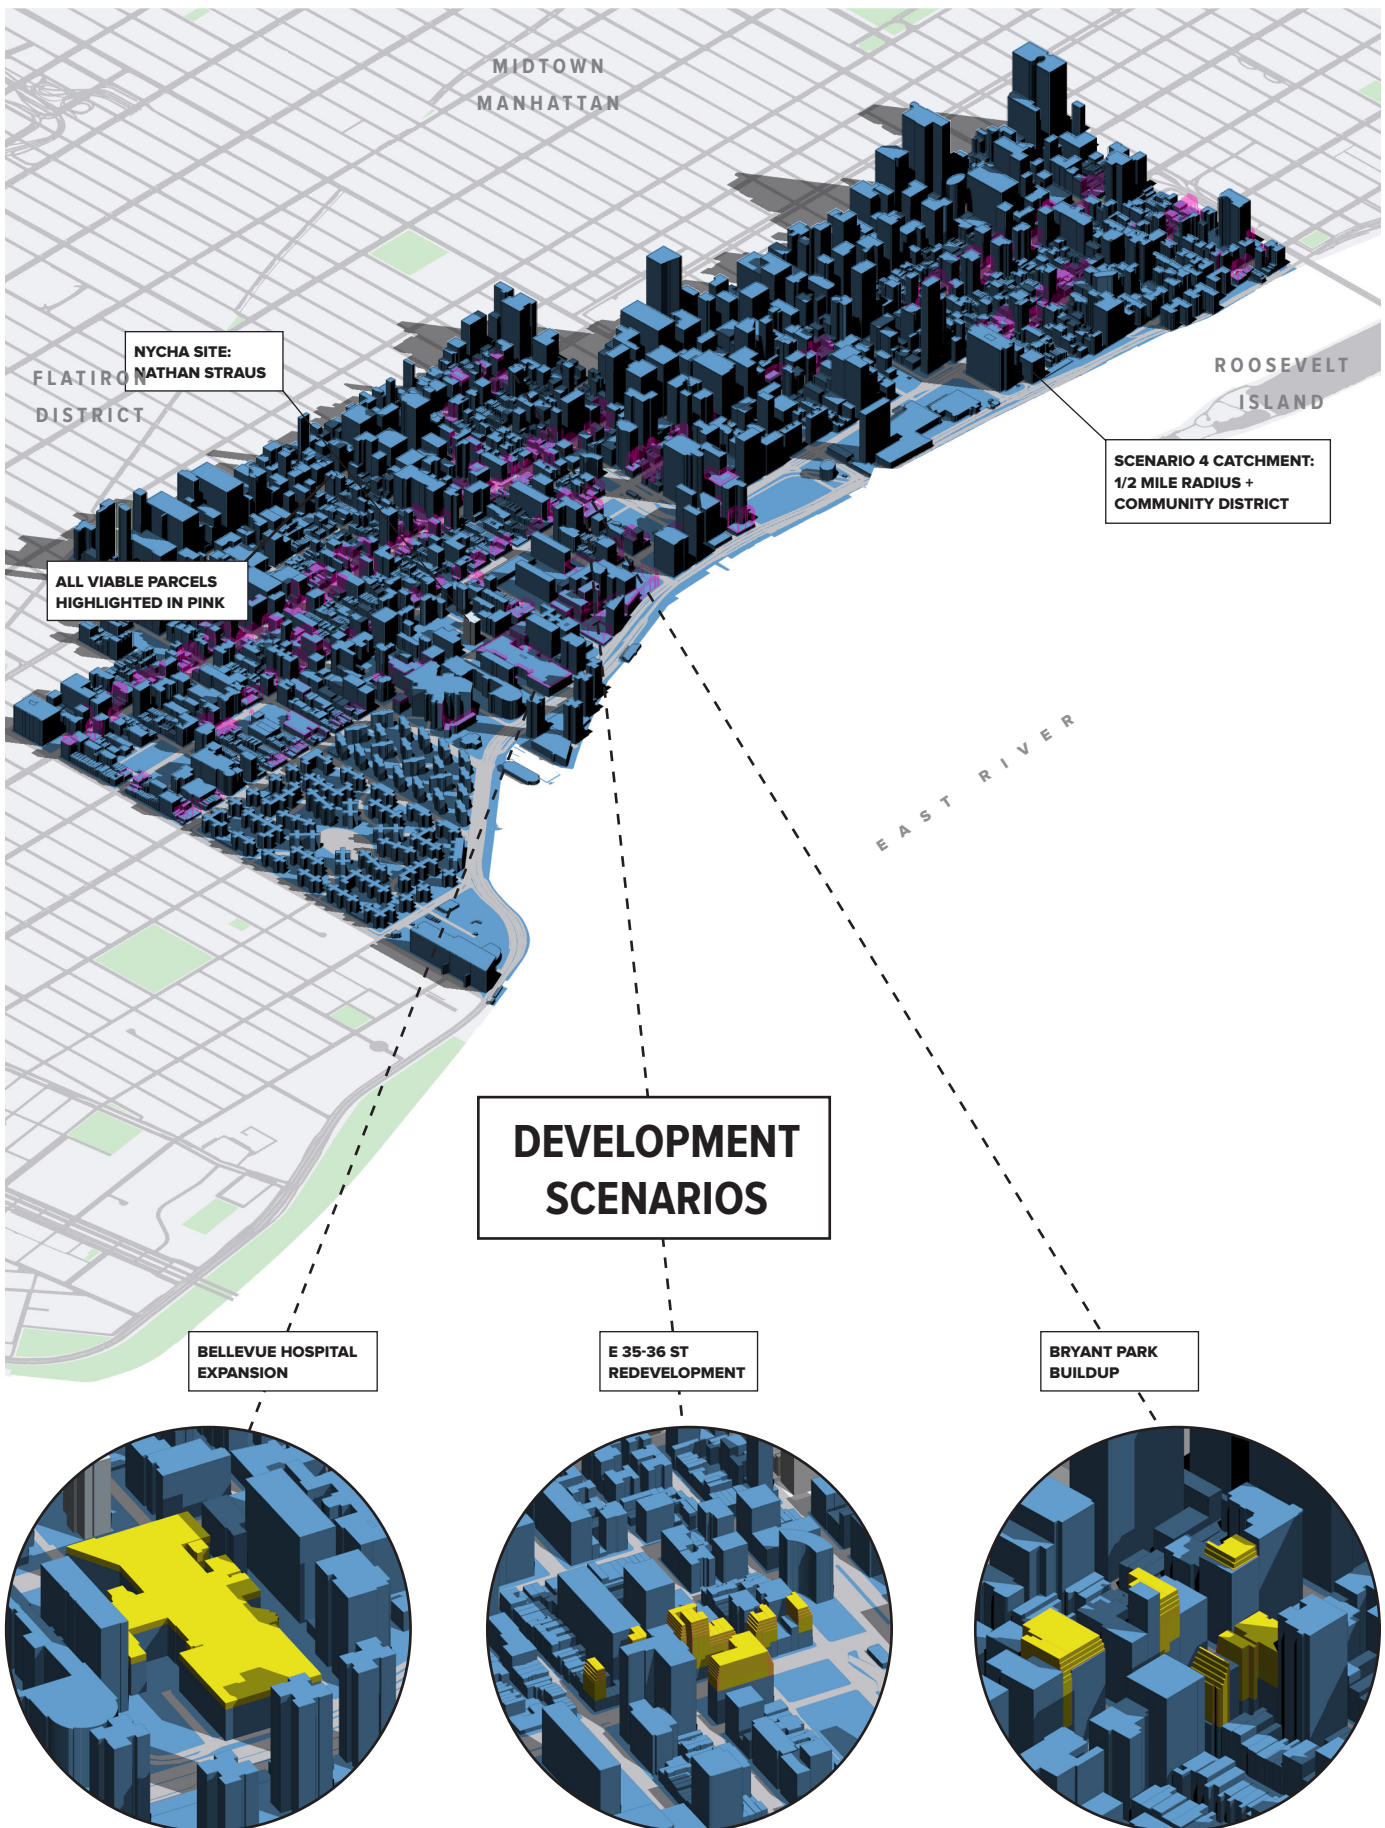 MIDTOWN
MANHATTAN
NYCHA SITE:
NATHAN STRAUS
FLATIRON
DISTRICT
ROOSEVELT
ISLAND
SCENARIO 4 CATCHMENT:
1/2 MILE RADIUS +
COMMUNITY DISTRICT
ALL VIABLE PARCELS
HIGHLIGHTED IN PINK
EAST RIVER
DEVELOPMENT
SCENARIOS
BELLEVUE HOSPITAL
EXPANSION
E 35-36 ST
REDEVELOPMENT
BRYANT PARK
BUILDUP